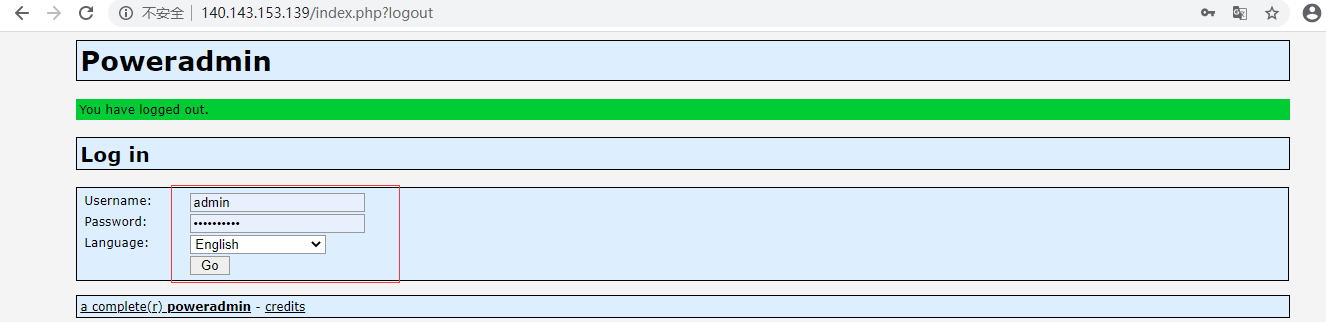 不安全 140.143.153.139/index.php?logout
Poweradmin
You have logged out.
Log in
Username: admin
Password: ••••••••••
Language: English
Go
a complete(r) poweradmin - credits